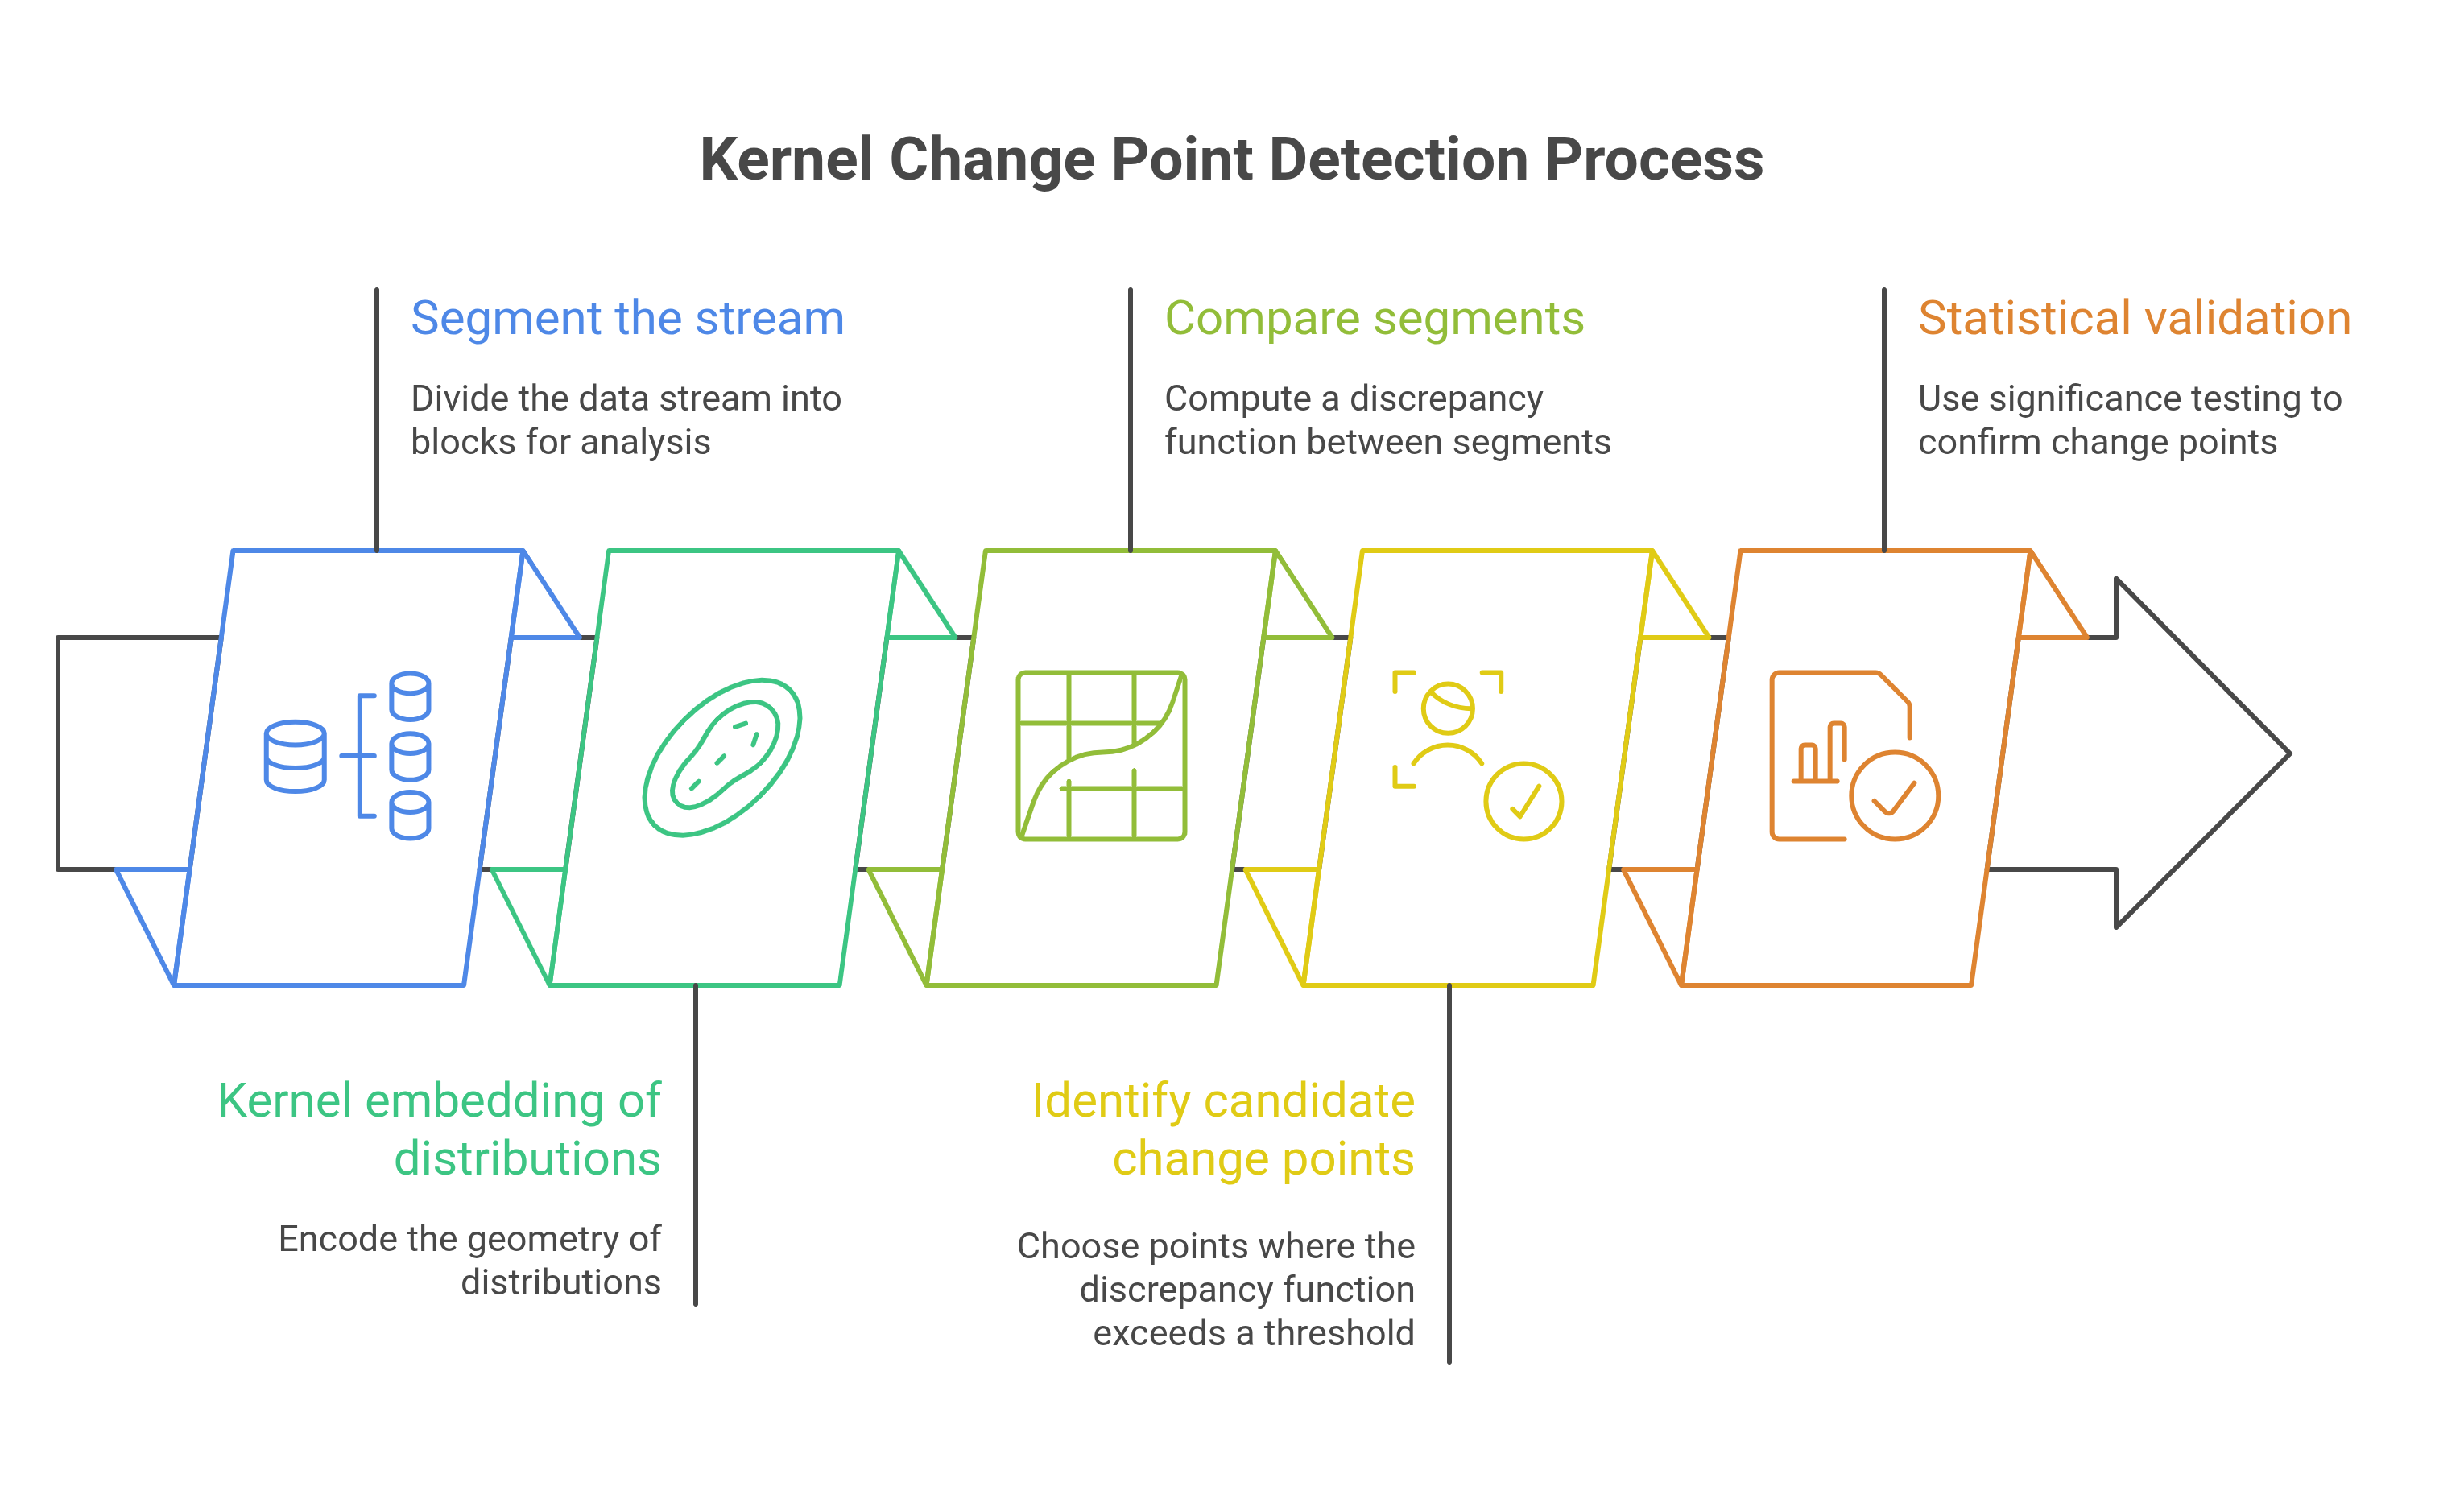 Kernel Change Point Detection Process
Segment the stream
Divide the data stream into
blocks for analysis
Kernel embedding of
distributions
Encode the geometry of
distributions
Compare segments
Compute a discrepancy
function between segments
Identify candidate
change points
Choose points where the
discrepancy function
exceeds a threshold
Statistical validation
Use significance testing to
confirm change points